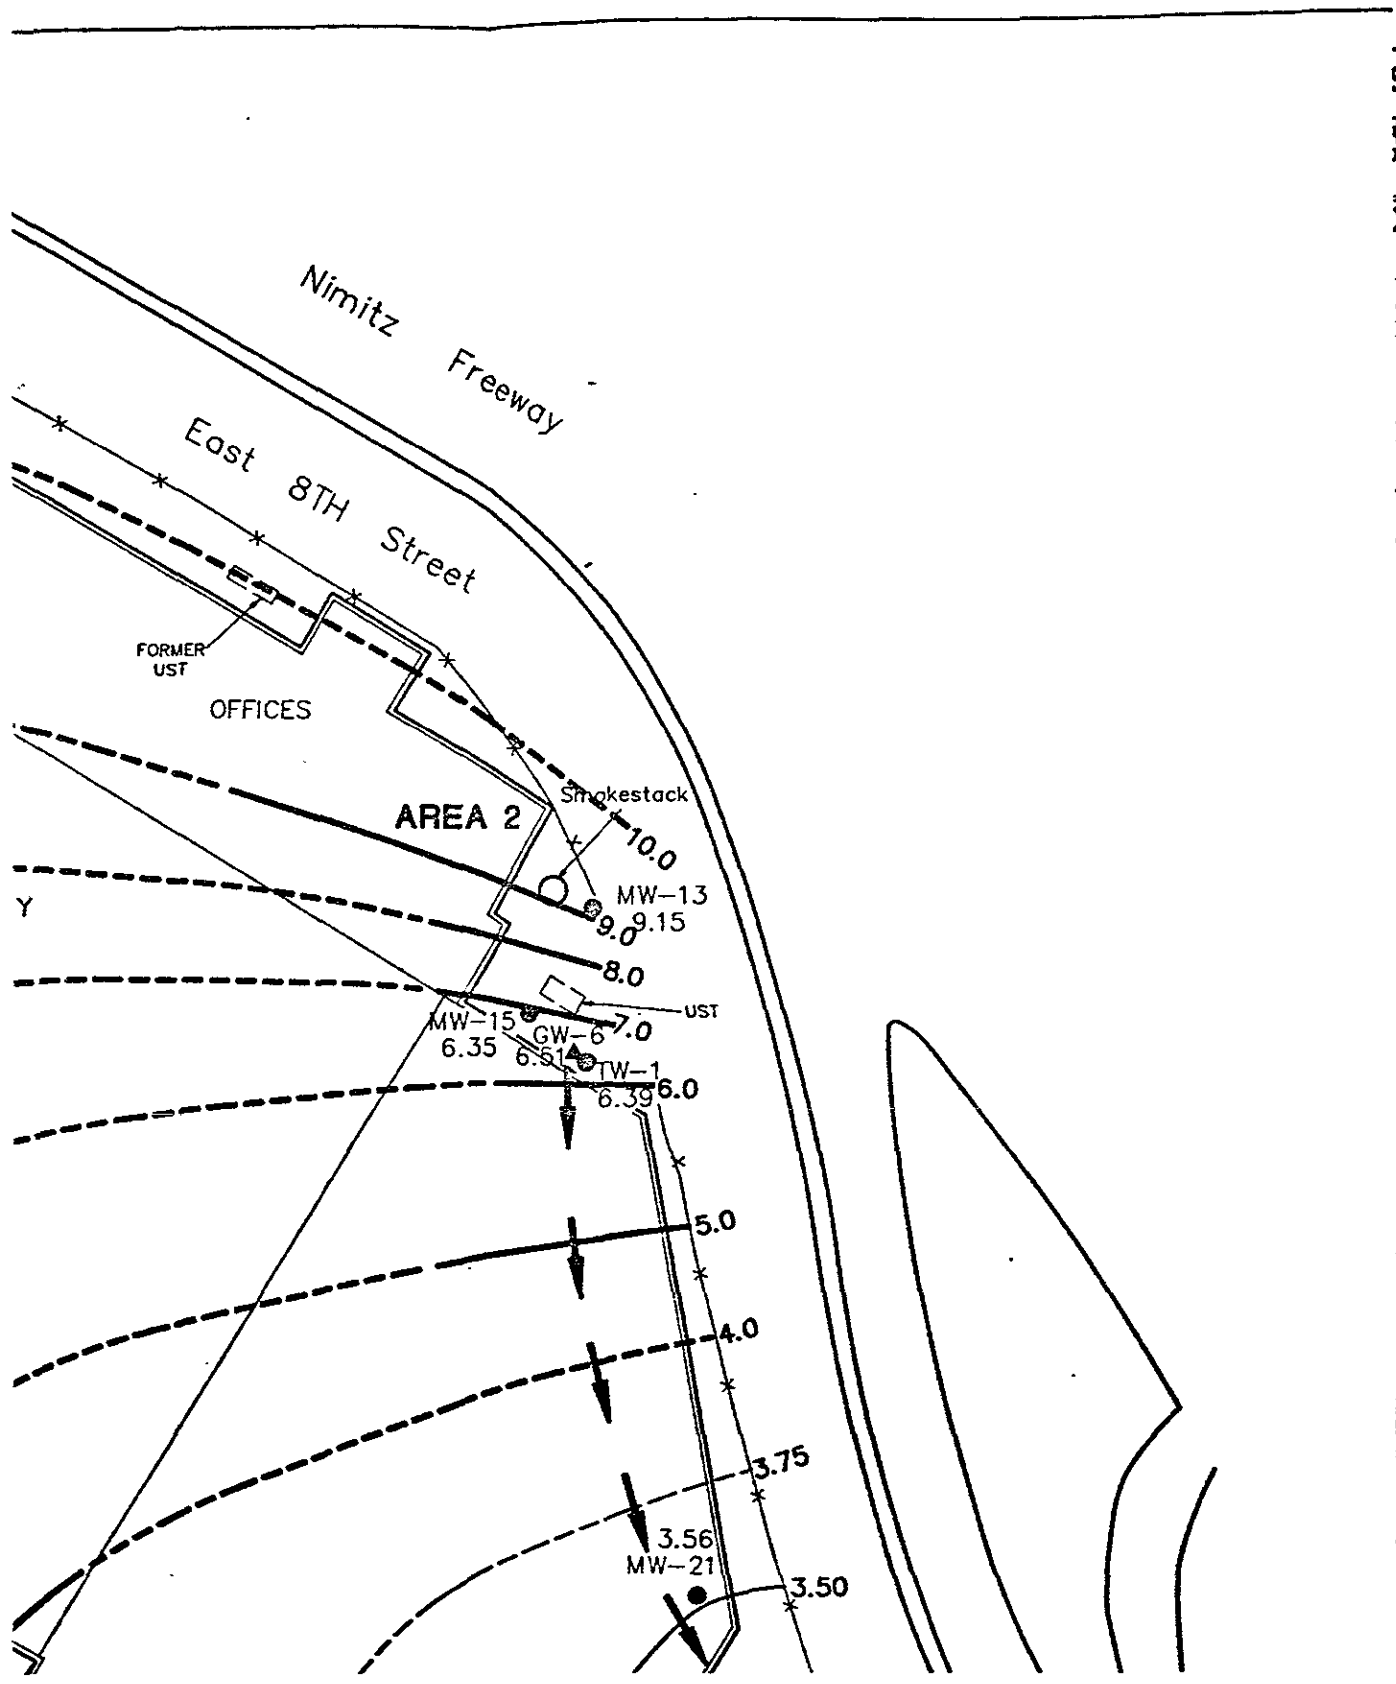 Nimitz Freeway
East 8TH Street
FORMER
UST
OFFICES
AREA 2
Smokestack
10.0
MW-13
9.15
9.0
Y
8.0
UST
7.0
MW-15
6.35
GW-6
6.51
TW-1
6.39
6.0
5.0
4.0
3.75
3.56
MW-21
3.50